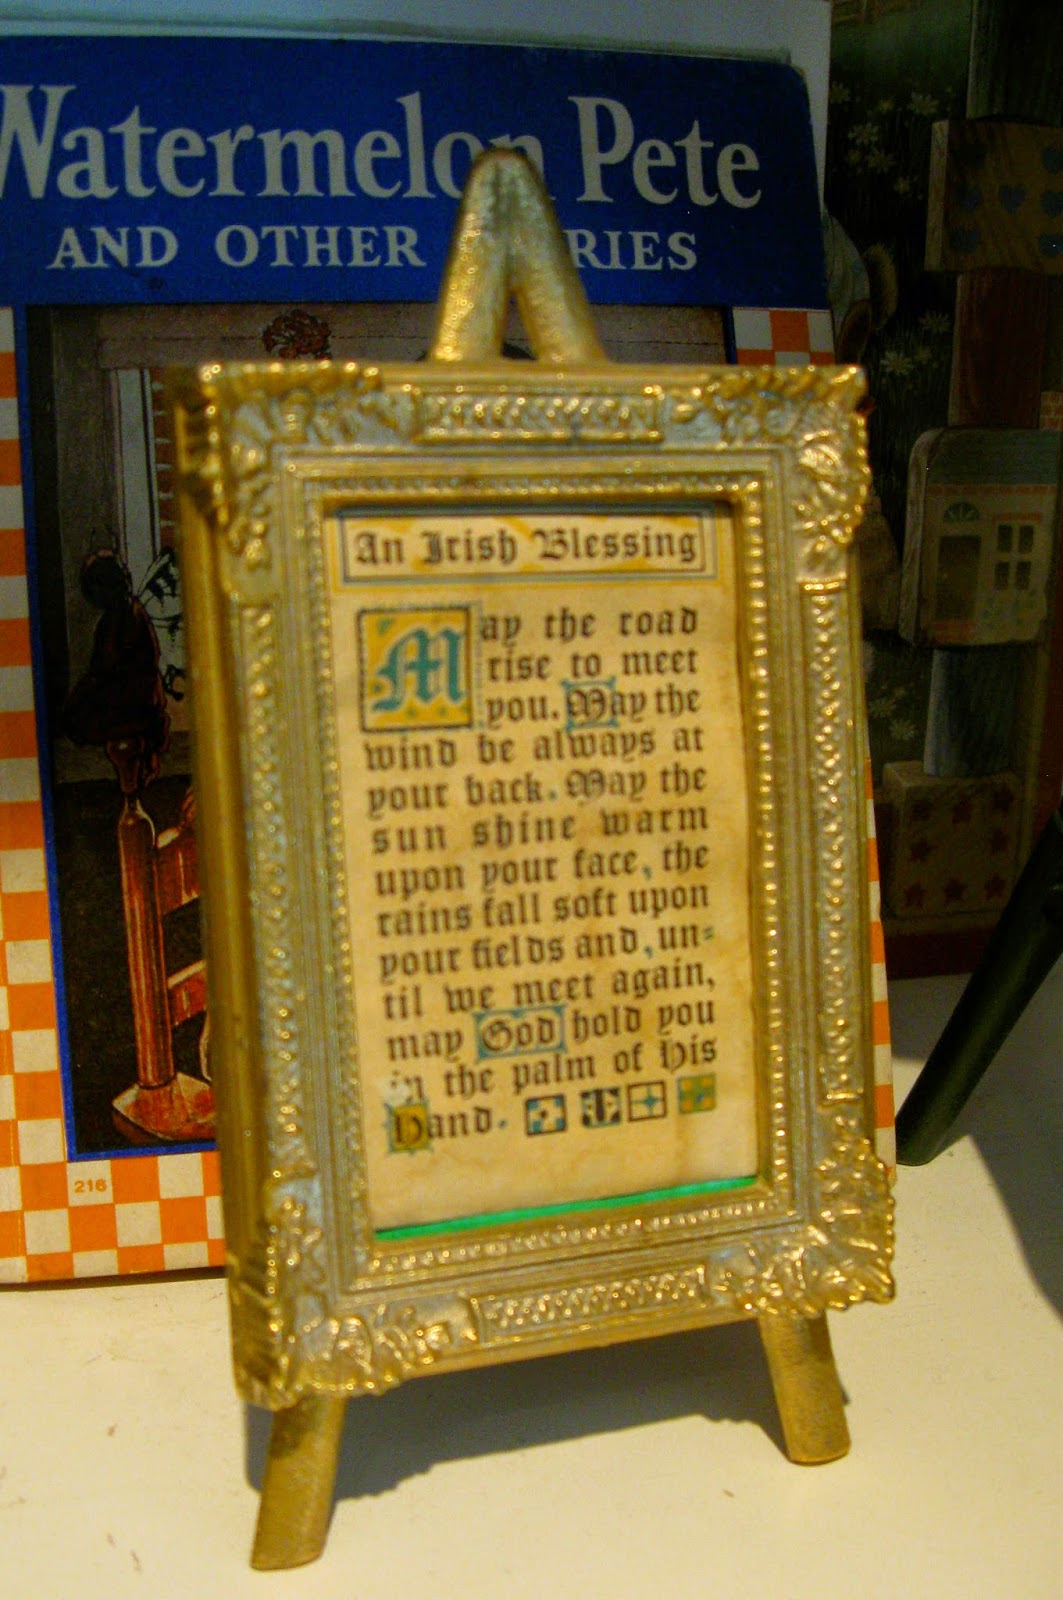 Watermelon Pete
AND OTHER RIES
An Irish Blessing
May the road
rise to meet
you. May the
wind be always at
your back. May the
sun shine warm
upon your face, the
rains fall soft upon
your fields and, un-
til we meet again,
may God hold you
in the palm of His
Hand.
216